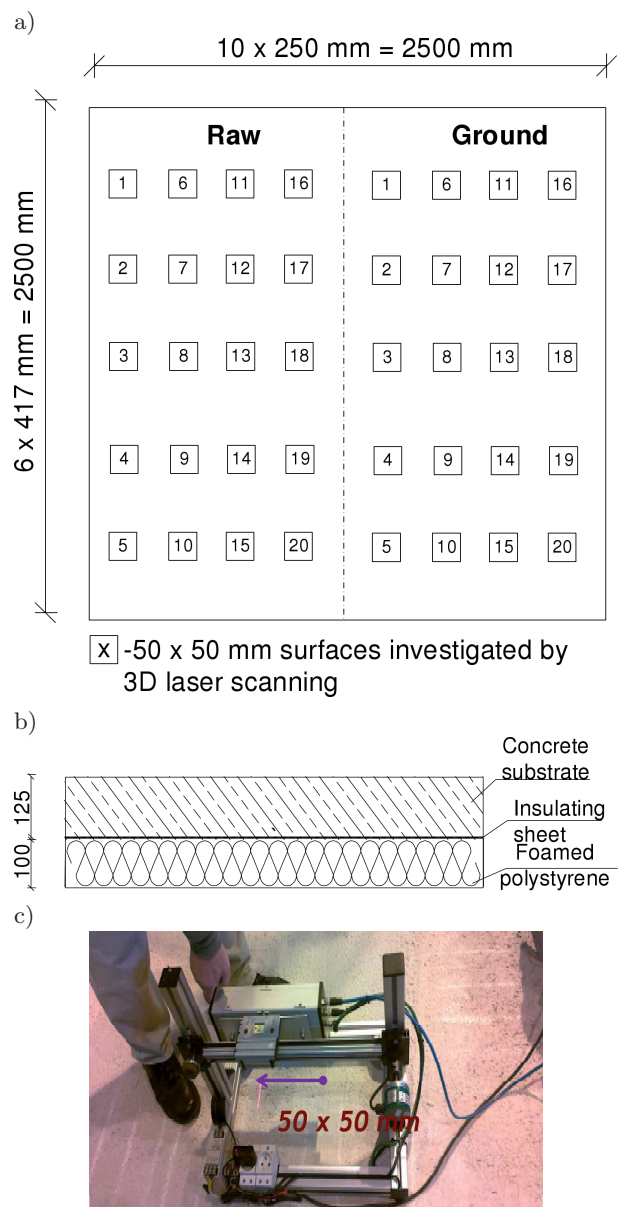 a)
10 x 250 mm = 2500 mm
6 x 417 mm = 2500 mm
Raw Ground
1 6 11 16 1 6 11 16
2 7 12 17 2 7 12 17
3 8 13 18 3 8 13 18
4 9 14 19 4 9 14 19
5 10 15 20 5 10 15 20
x -50 x 50 mm surfaces investigated by
3D laser scanning
b)
125
100
Concrete
substrate
Insulating
sheet
Foamed
polystyrene
c)
50 x 50 mm